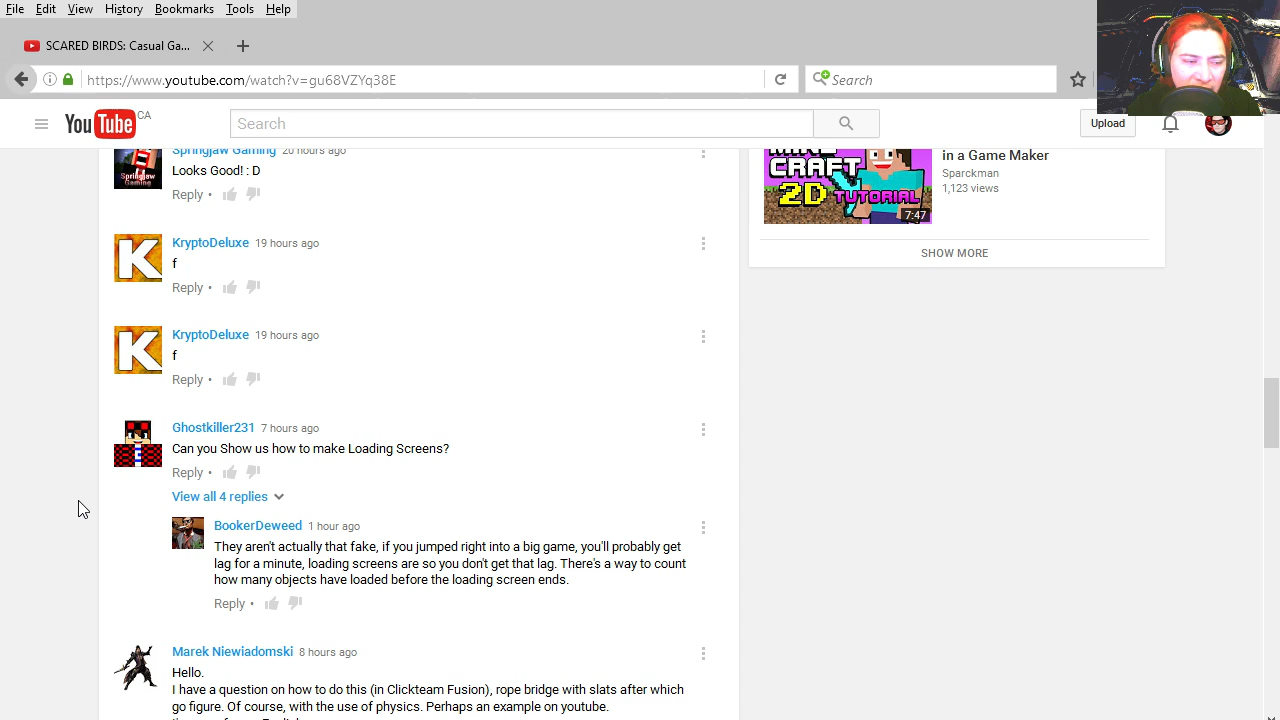 File Edit View History Bookmarks Tools Help
SCARED BIRDS: Casual Ga...
https://www.youtube.com/watch?v=gu68VZYq38E
Search
YouTube CA
Search
Upload
Springjaw Gaming 20 hours ago
Looks Good! : D
Reply •
KryptoDeluxe 19 hours ago
f
Reply •
KryptoDeluxe 19 hours ago
f
Reply •
Ghostkiller231 7 hours ago
Can you Show us how to make Loading Screens?
Reply •
View all 4 replies
BookerDeweed 1 hour ago
They aren't actually that fake, if you jumped right into a big game, you'll probably get
lag for a minute, loading screens are so you don't get that lag. There's a way to count
how many objects have loaded before the loading screen ends.
Reply •
Marek Niewiadomski 8 hours ago
Hello.
I have a question on how to do this (in Clickteam Fusion), rope bridge with slats after which
go figure. Of course, with the use of physics. Perhaps an example on youtube.
Springjaw
Gaming
K
K
MINE
CRAFT
2D TUTORIAL
7:47
in a Game Maker
Sparckman
1,123 views
SHOW MORE